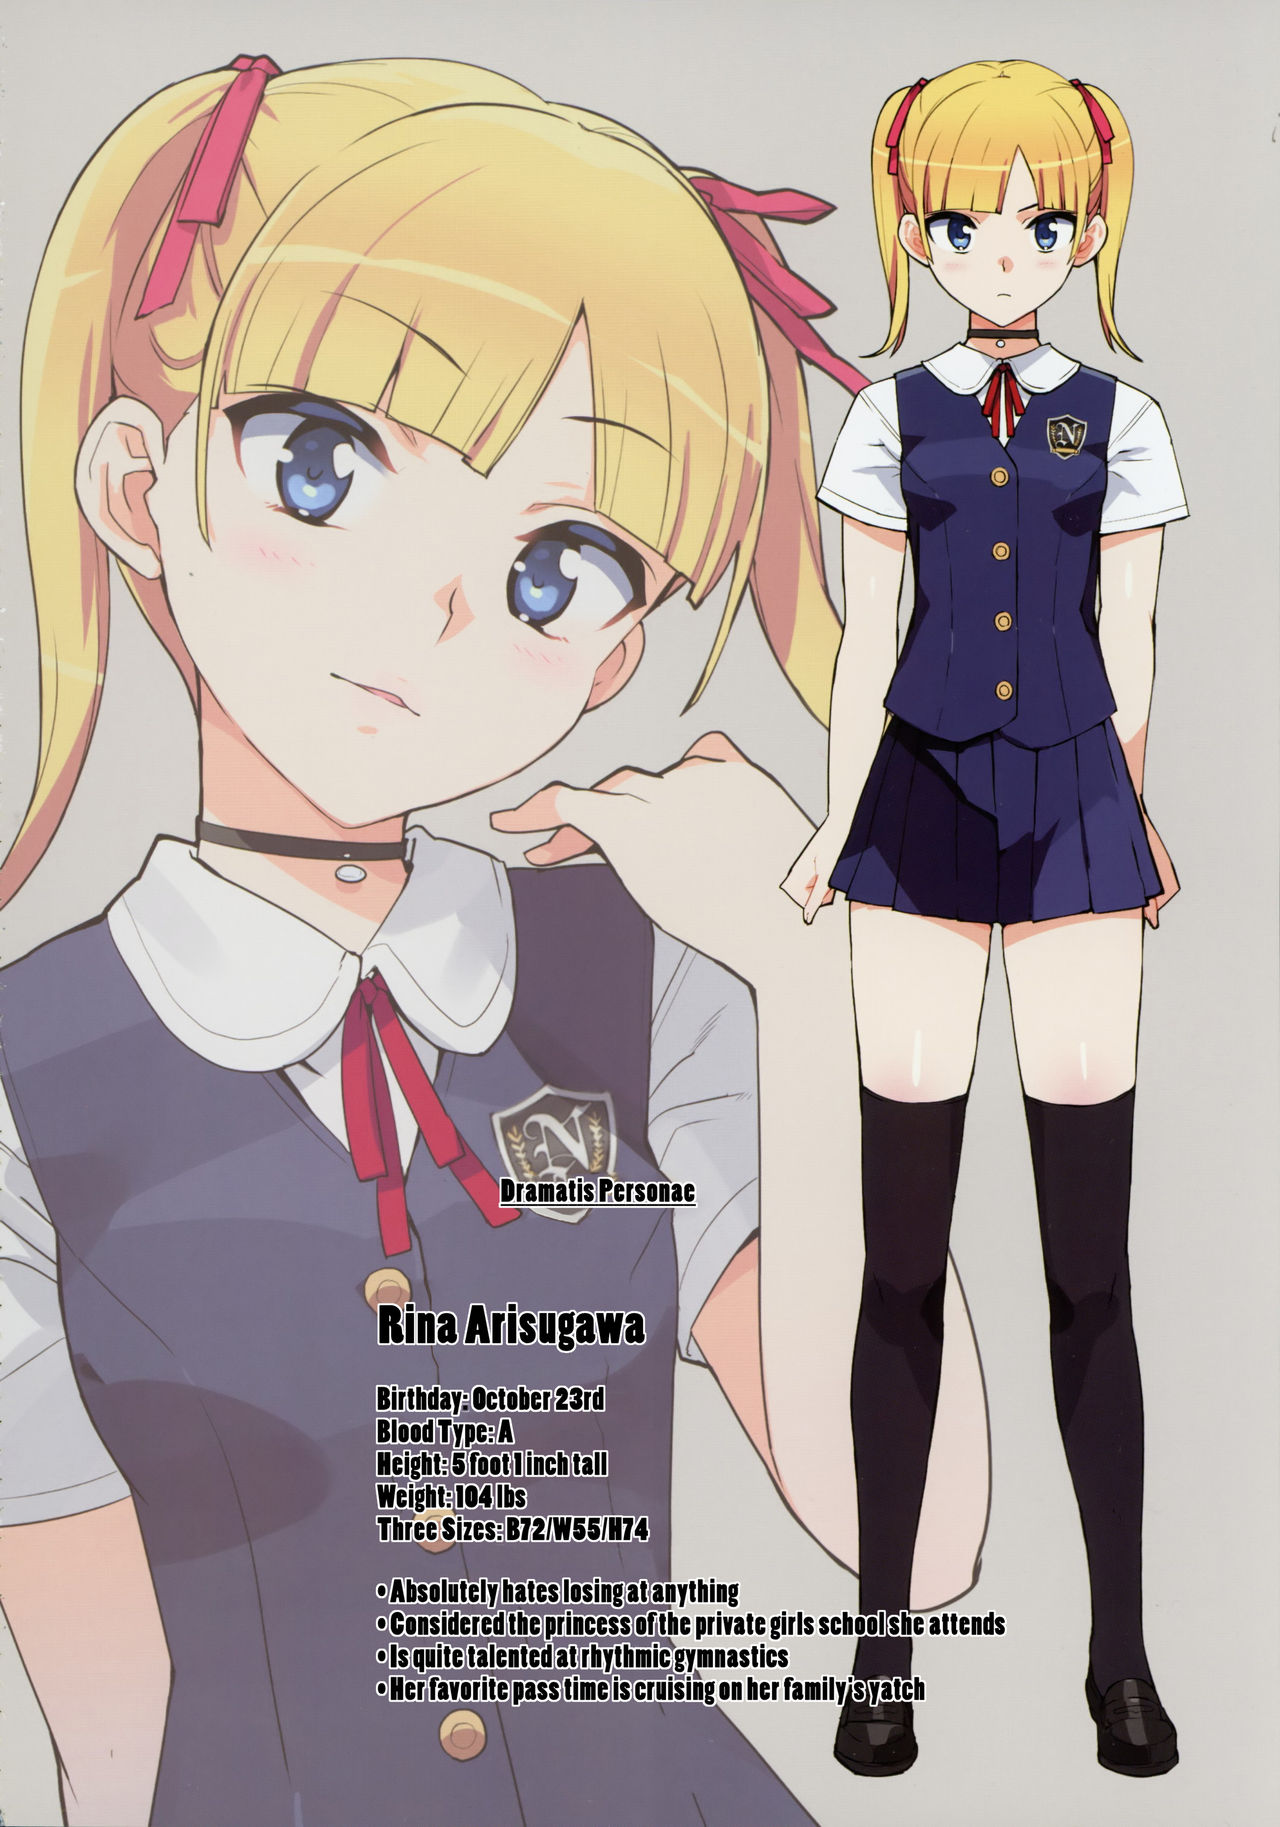 N
N
Dramatis Personae
Rina Arisugawa
Birthday: October 23rd
Blood Type: A
Height: 5 foot 1 inch tall
Weight: 104 lbs
Three Sizes: B72/W55/H74
• Absolutely hates losing at anything
• Considered the princess of the private girls school she attends
• Is quite talented at rhythmic gymnastics
• Her favorite pass time is cruising on her family's yatch